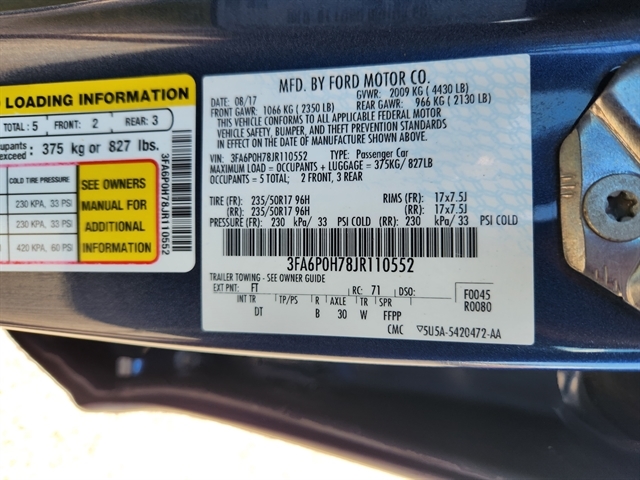 LOADING INFORMATION
TOTAL: 5 FRONT: 2 REAR: 3
exceed: 375 kg or 827 lbs.
COLD TIRE PRESSURE
230 KPA, 33 PSI
230 KPA, 33 PSI
420 KPA, 60 PSI
SEE OWNERS
MANUAL FOR
ADDITIONAL
INFORMATION
3FA6P0H78JR110552
MFD. BY FORD MOTOR CO.
DATE: 08/17 GVWR: 2009 KG ( 4430 LB)
FRONT GAWR: 1066 KG ( 2350 LB) REAR GAWR: 966 KG ( 2130 LB)
THIS VEHICLE CONFORMS TO ALL APPLICABLE FEDERAL MOTOR
VEHICLE SAFETY, BUMPER, AND THEFT PREVENTION STANDARDS
IN EFFECT ON THE DATE OF MANUFACTURE SHOWN ABOVE.
VIN: 3FA6P0H78JR110552 TYPE: Passenger Car
MAXIMUM LOAD = OCCUPANTS + LUGGAGE = 375KG/ 827LB
OCCUPANTS = 5 TOTAL: 2 FRONT, 3 REAR
TIRE (FR): 235/50R17 96H RIMS (FR): 17x7.5J
(RR): 235/50R17 96H (RR): 17x7.5J
PRESSURE (FR): 230 kPa/ 33 PSI COLD (RR): 230 kPa/ 33 PSI COLD
3FA6P0H78JR110552
TRAILER TOWING - SEE OWNER GUIDE
EXT PNT: FT RC: 71 DSO: F0045
INT TR TP/PS R AXLE TR SPR R0080
DT B 30 W FFPP
CMC 5U5A-5420472-AA